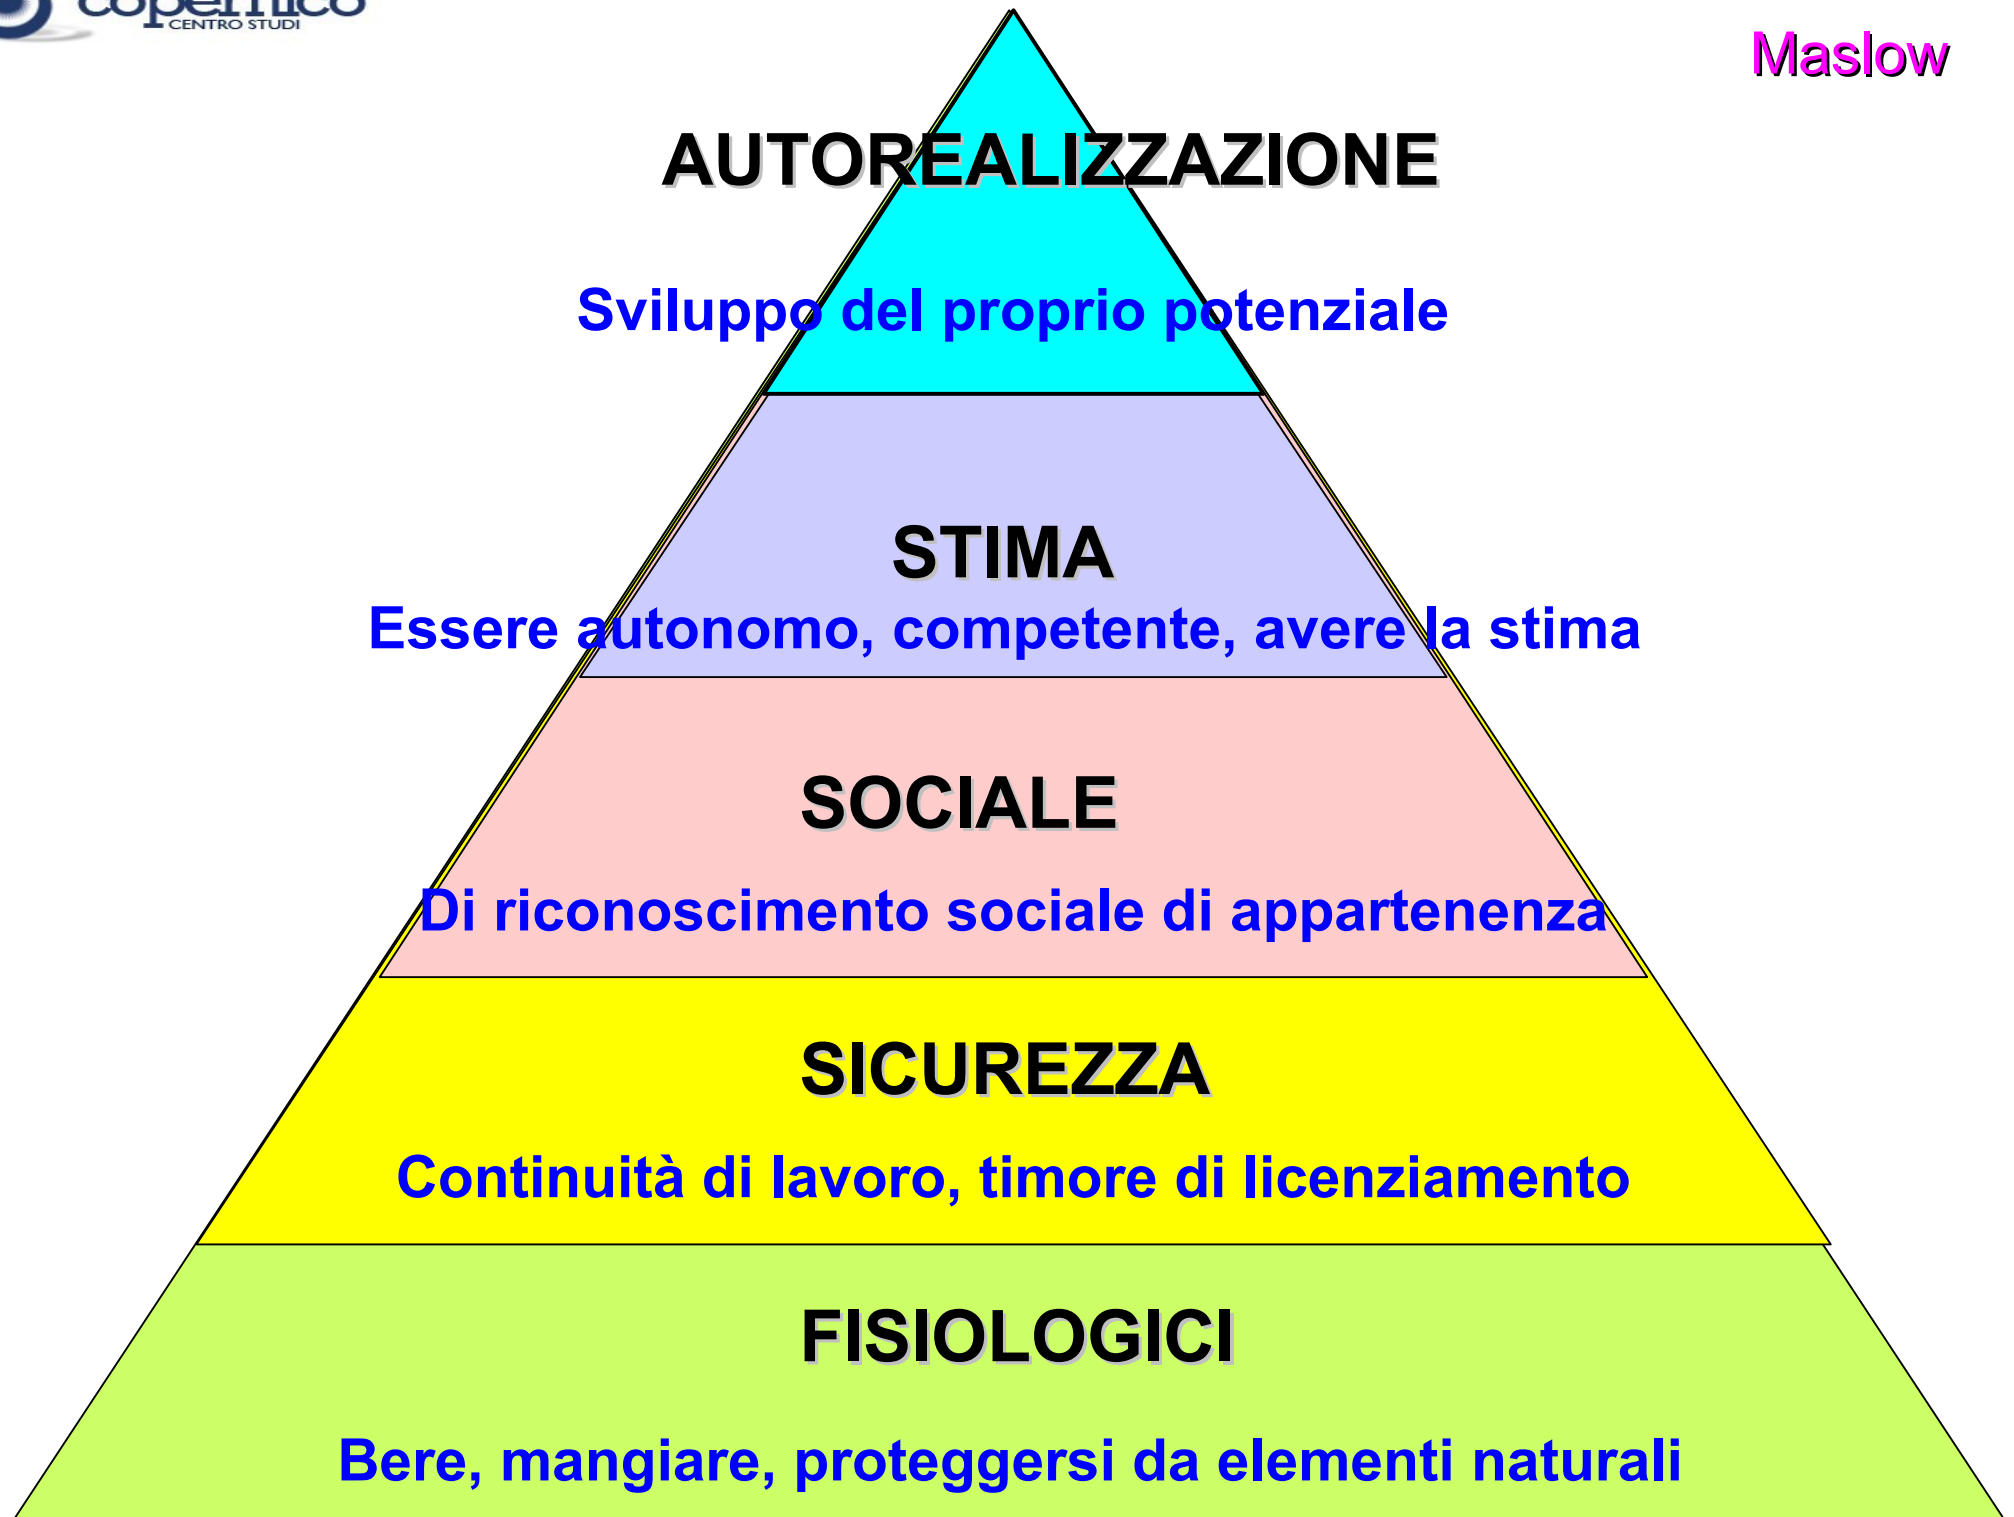 copernico
CENTRO STUDI
Maslow
AUTOREALIZZAZIONE
Sviluppo del proprio potenziale
STIMA
Essere autonomo, competente, avere la stima
SOCIALE
Di riconoscimento sociale di appartenenza
SICUREZZA
Continuità di lavoro, timore di licenziamento
FISIOLOGICI
Bere, mangiare, proteggersi da elementi naturali